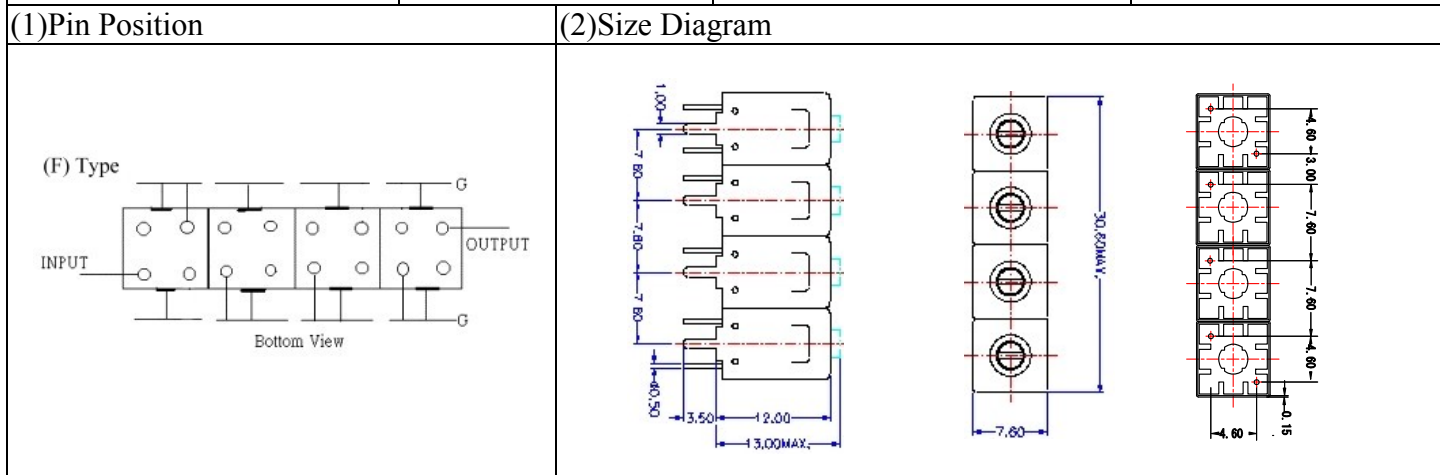 (1)Pin Position
(2)Size Diagram
(F) Type
G
INPUT
OUTPUT
G
Bottom View
1.00
7.80
7.80
7.80
Φ0.50
3.50
12.00
13.00MAX.
30.80MAX.
7.60
4.60
3.00
7.60
7.60
4.60
0.15
4.60